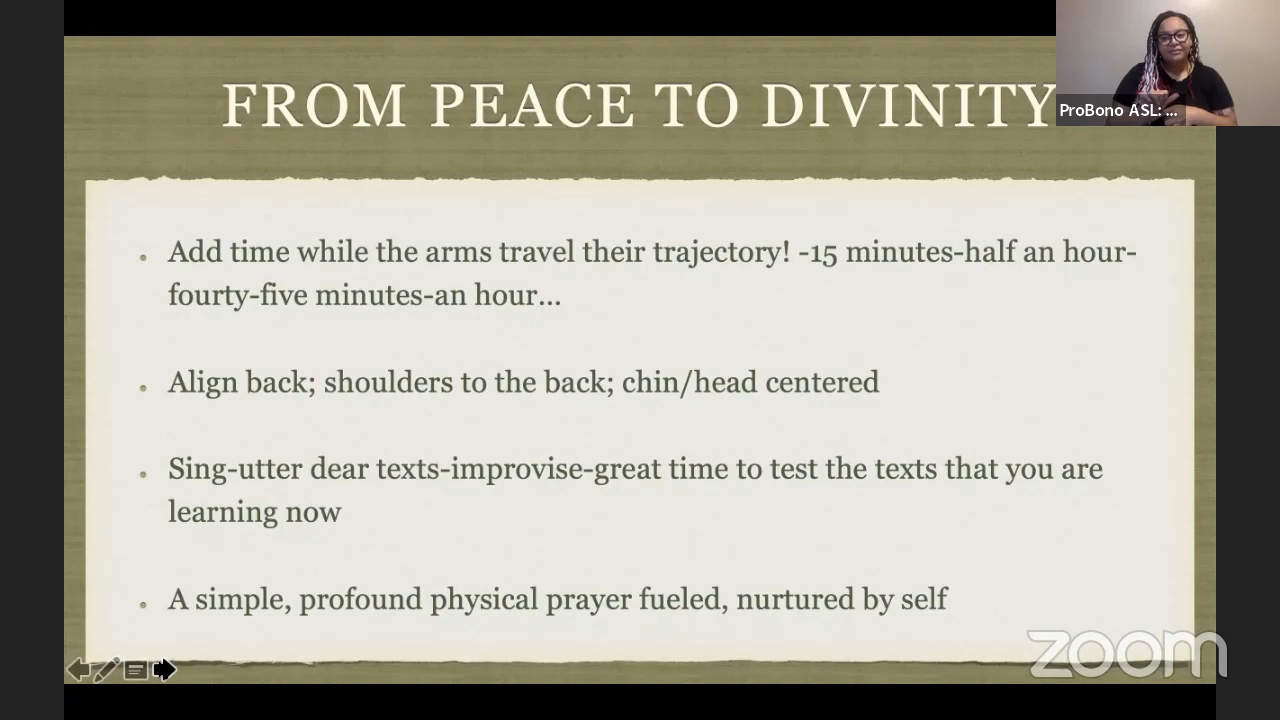 FROM PEACE TO DIVINITY
ProBono ASL: ...
Add time while the arms travel their trajectory! -15 minutes-half an hour-
fourty-five minutes-an hour...
Align back; shoulders to the back; chin/head centered
Sing-utter dear texts-improvise-great time to test the texts that you are
learning now
A simple, profound physical prayer fueled, nurtured by self
zoom